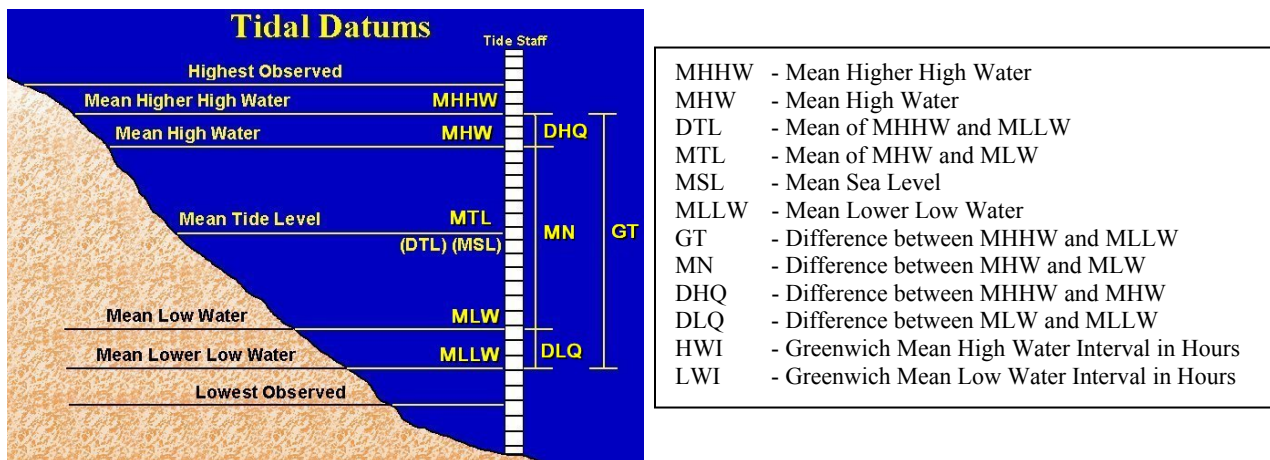 Tidal Datums
Tide Staff
Highest Observed
Mean Higher High Water MHHW
Mean High Water MHW DHQ
Mean Tide Level MTL
(DTL) (MSL) MN GT
Mean Low Water MLW
Mean Lower Low Water MLLW DLQ
Lowest Observed
MHHW - Mean Higher High Water
MHW - Mean High Water
DTL - Mean of MHHW and MLLW
MTL - Mean of MHW and MLW
MSL - Mean Sea Level
MLLW - Mean Lower Low Water
GT - Difference between MHHW and MLLW
MN - Difference between MHW and MLW
DHQ - Difference between MHHW and MHW
DLQ - Difference between MLW and MLLW
HWI - Greenwich Mean High Water Interval in Hours
LWI - Greenwich Mean Low Water Interval in Hours